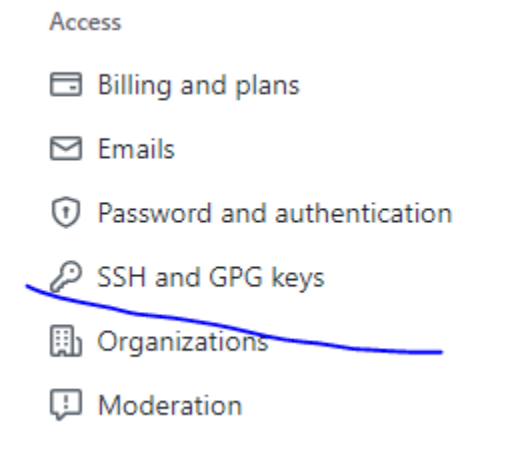 Access
Billing and plans
Emails
Password and authentication
SSH and GPG keys
Organizations
Moderation